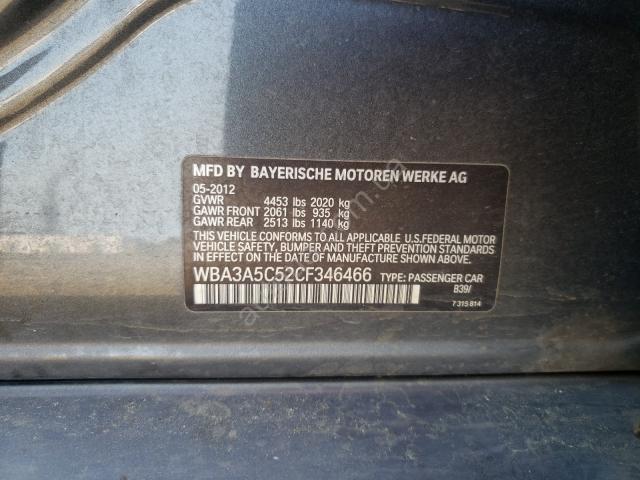 MFD BY BAYERISCHE MOTOREN WERKE AG
05-2012
GVWR 4453 lbs 2020 kg
GAWR FRONT 2061 lbs 935 kg
GAWR REAR 2513 lbs 1140 kg
THIS VEHICLE CONFORMS TO ALL APPLICABLE U.S.FEDERAL MOTOR
VEHICLE SAFETY, BUMPER, AND THEFT PREVENTION STANDARDS
IN EFFECT ON THE DATE OF MANUFACTURE SHOWN ABOVE.
WBA3A5C52CF346466 TYPE: PASSENGER CAR
B39/
7 315 814